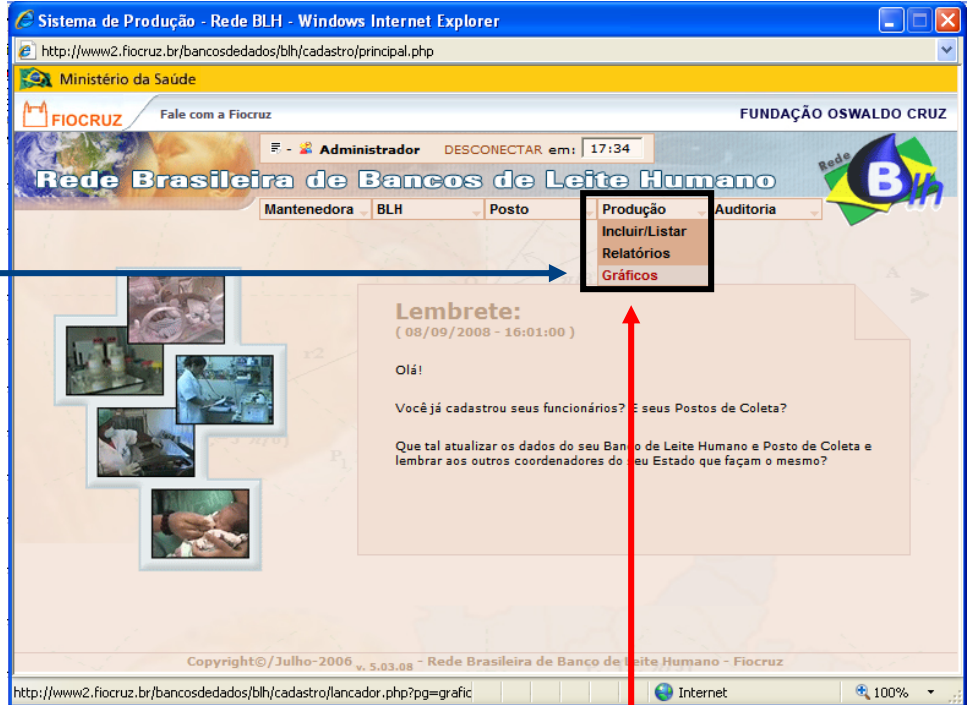 Sistema de Produção - Rede BLH - Windows Internet Explorer
http://www2.fiocruz.br/bancosdedados/blh/cadastro/principal.php
Ministério da Saúde
FIOCRUZ
Fale com a Fiocruz
FUNDAÇÃO OSWALDO CRUZ
- Administrador DESCONECTAR em: 17:34
Rede Brasileira de Bancos de Leite Humano
Rede Blh
Mantenedora BLH Posto Produção Auditoria
Incluir/Listar
Relatórios
Gráficos
Lembrete:
( 08/09/2008 - 16:01:00 )
Olá!
Você já cadastrou seus funcionários? E seus Postos de Coleta?
Que tal atualizar os dados do seu Banco de Leite Humano e Posto de Coleta e
lembrar aos outros coordenadores do seu Estado que façam o mesmo?
Copyright©/Julho-2006 v. 5.03.08 - Rede Brasileira de Banco de Leite Humano - Fiocruz
http://www2.fiocruz.br/bancosdedados/blh/cadastro/lancador.php?pg=grafic
Internet
100%